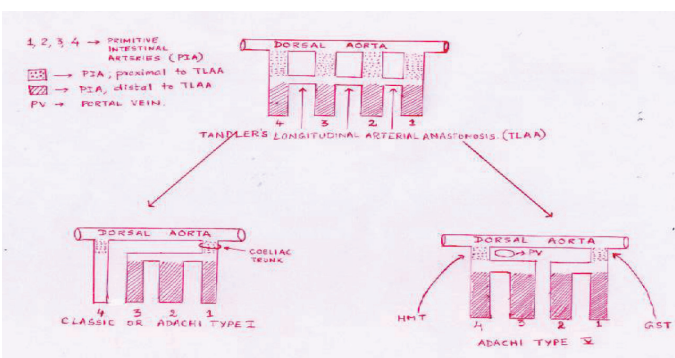 1, 2, 3, 4 → PRIMITIVE
INTESTINAL
ARTERIES (PIA)
→ PIA, proximal to TLAA
→ PIA, distal to TLAA
PV → PORTAL VEIN.
DORSAL AORTA
4 3 2 1
TANDLER'S LONGITUDINAL ARTERIAL ANASTOMOSIS. (TLAA)
DORSAL AORTA
COELIAC
TRUNK
4 3 2 1
CLASSIC OR ADACHI TYPE I
DORSAL AORTA
PV
HMT
GST
4 3 2 1
ADACHI TYPE V